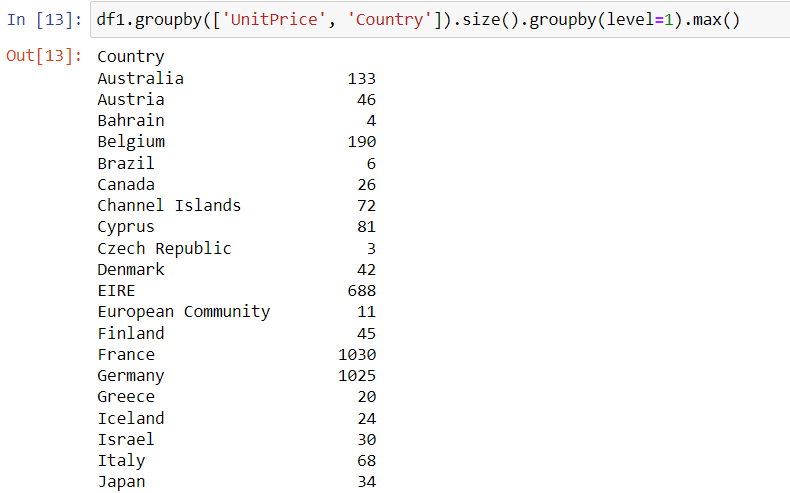 In [13]: df1.groupby(['UnitPrice', 'Country']).size().groupby(level=1).max()
Out[13]: Country
Australia 133
Austria 46
Bahrain 4
Belgium 190
Brazil 6
Canada 26
Channel Islands 72
Cyprus 81
Czech Republic 3
Denmark 42
EIRE 688
European Community 11
Finland 45
France 1030
Germany 1025
Greece 20
Iceland 24
Israel 30
Italy 68
Japan 34